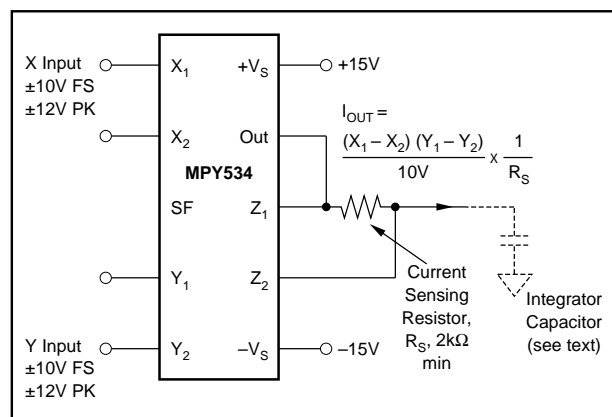 X Input
±10V FS
±12V PK
X1
X2
MPY534
SF
Y1
Y Input
±10V FS
±12V PK
Y2
+VS
+15V
Out
Z1
Z2
–VS
–15V
IOUT =
(X1 – X2) (Y1 – Y2)
10V
x 1
RS
Current
Sensing
Resistor,
RS, 2kΩ
min
Integrator
Capacitor
(see text)